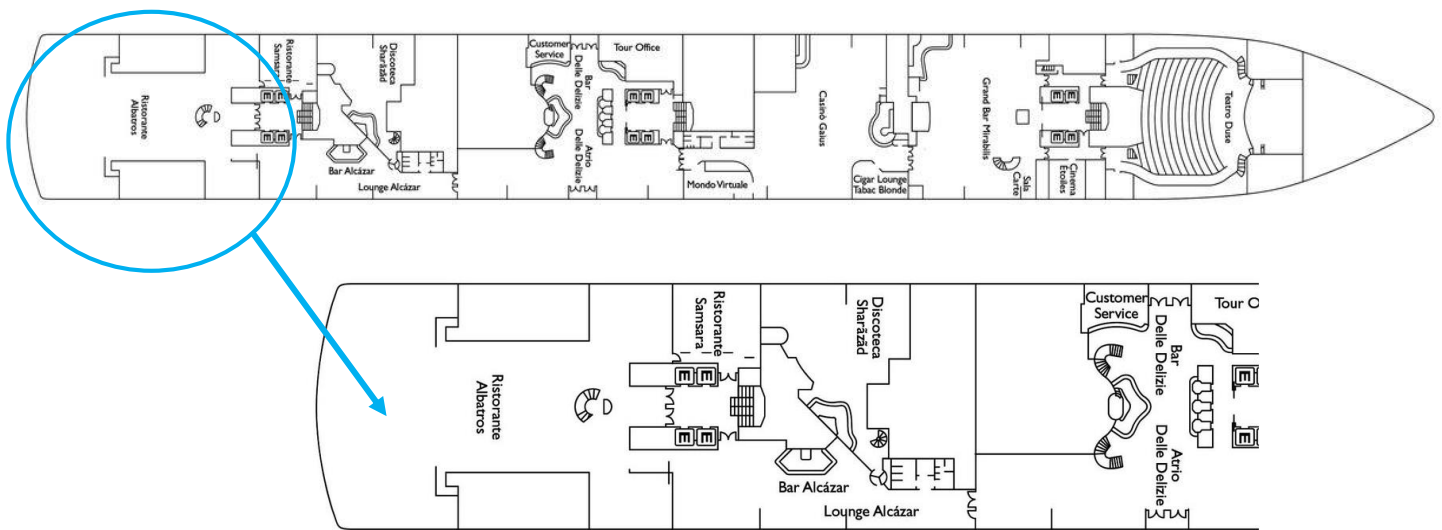 Ristorante
Albatros
Ristorante
Samsara
E E
E E
Discoteca
Sharāzād
Bar Alcázar
Lounge Alcázar
Customer
Service
Bar
Delle Delizie
Atrio
Delle Delizie
Tour Office
E E
E E
Mondo Virtuale
Casinò Gaius
Cigar Lounge
Tabac Blonde
Grand Bar Mirabilis
Sala
Carte
E E
E E
Cinema
Etoiles
Teatro Duse
Ristorante
Albatros
Ristorante
Samsara
E E
E E
Discoteca
Sharāzād
Bar Alcázar
Lounge Alcázar
Customer
Service
Bar
Delle Delizie
Atrio
Delle Delizie
Tour O
E
E